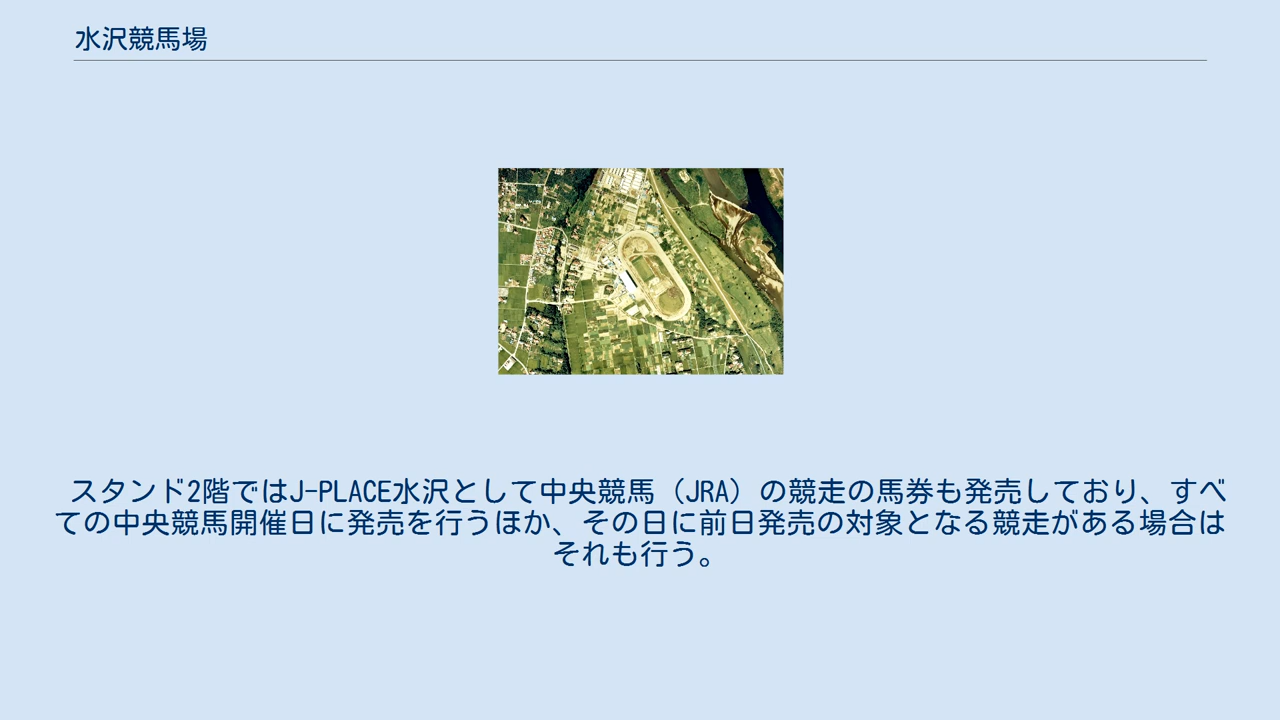 水沢競馬場
スタンド2階ではJ-PLACE水沢として中央競馬（JRA）の競走の馬券も発売しており、すべ
ての中央競馬開催日に発売を行うほか、その日に前日発売の対象となる競走がある場合は
それも行う。